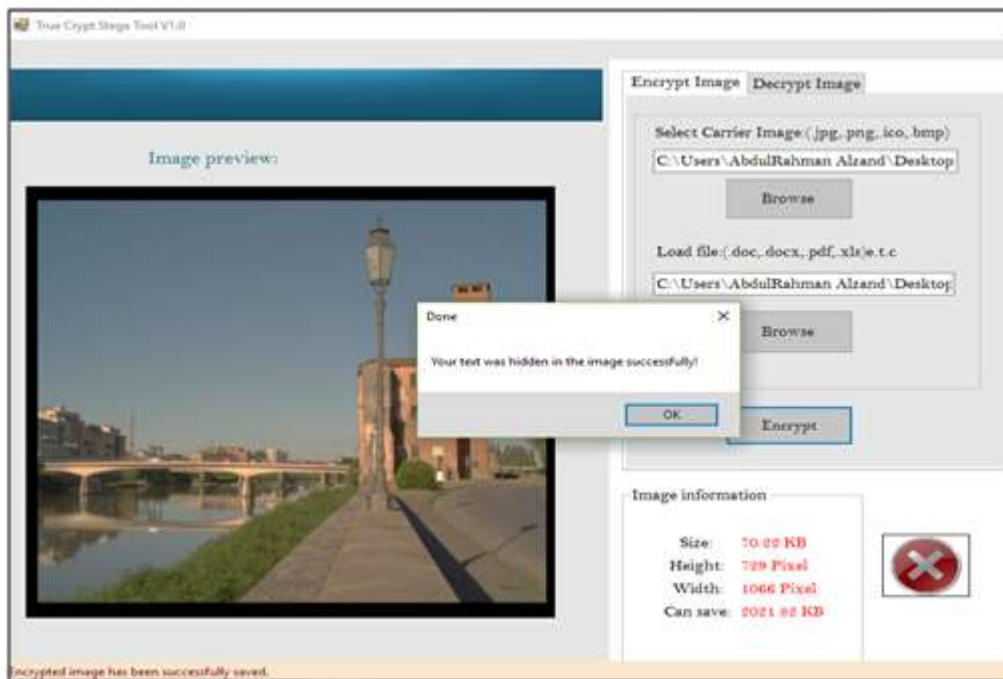 True Crypt Stego Tool V1.0
Encrypt Image
Decrypt Image
Image preview:
Select Carrier Image:(.jpg,.png,.ico,.bmp)
C:\Users\AbdulRahman Alzand\Desktop
Browse
Load file:(.doc,.docx,.pdf,.xls)e.t.c
C:\Users\AbdulRahman Alzand\Desktop
Browse
Done
Your text was hidden in the image successfully!
OK
Encrypt
Image information
Size: 70.22 KB
Height: 729 Pixel
Width: 1066 Pixel
Can save: 2021.82 KB
Encrypted image has been successfully saved.